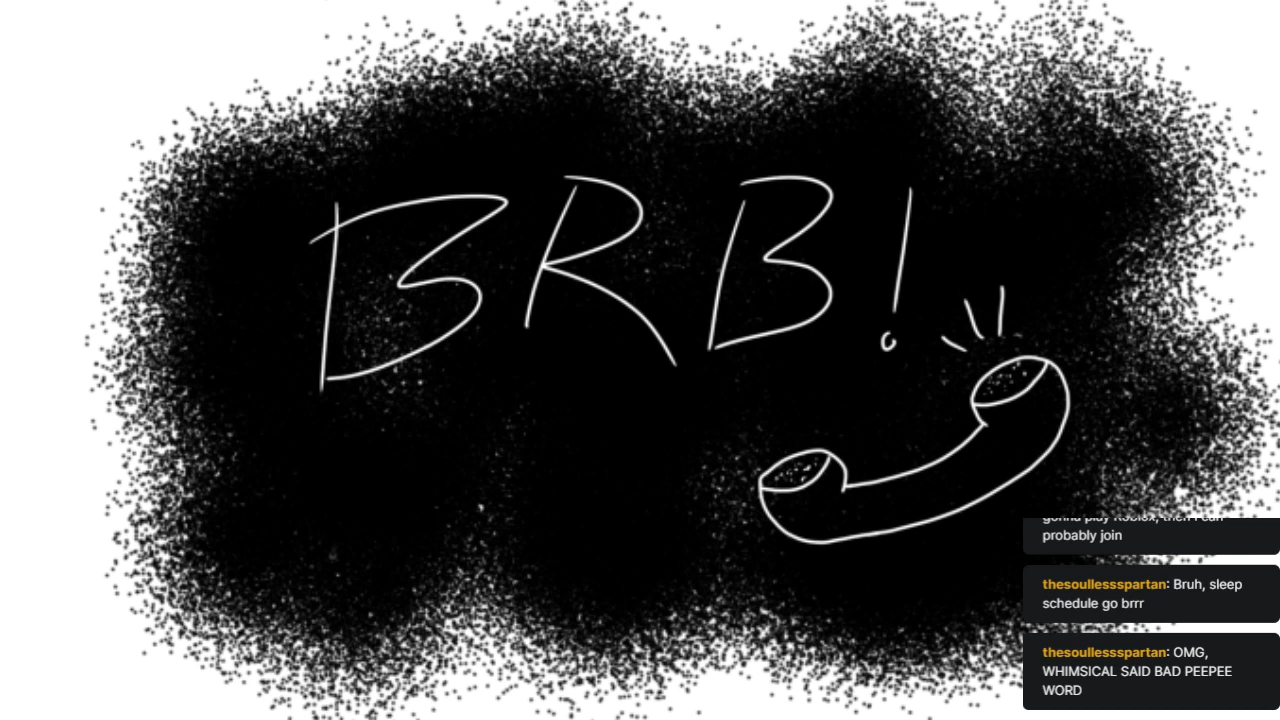 BRB!
probably join
thesoullessspartan: Bruh, sleep
schedule go brrr
thesoullessspartan: OMG,
WHIMSICAL SAID BAD PEEPEE
WORD